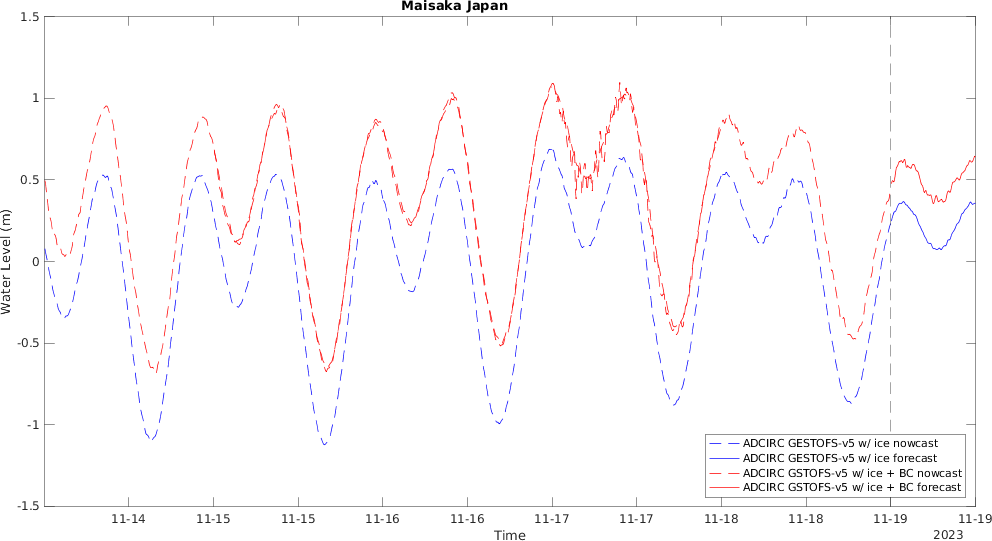 Maisaka Japan
1.5
1
0.5
0
-0.5
-1
-1.5
Water Level (m)
ADCIRC GESTOFS-v5 w/ ice nowcast
ADCIRC GESTOFS-v5 w/ ice forecast
ADCIRC GSTOFS-v5 w/ ice + BC nowcast
ADCIRC GSTOFS-v5 w/ ice + BC forecast
11-14 11-15 11-15 11-16 11-16 11-17 11-17 11-18 11-18 11-19 11-19
Time
2023